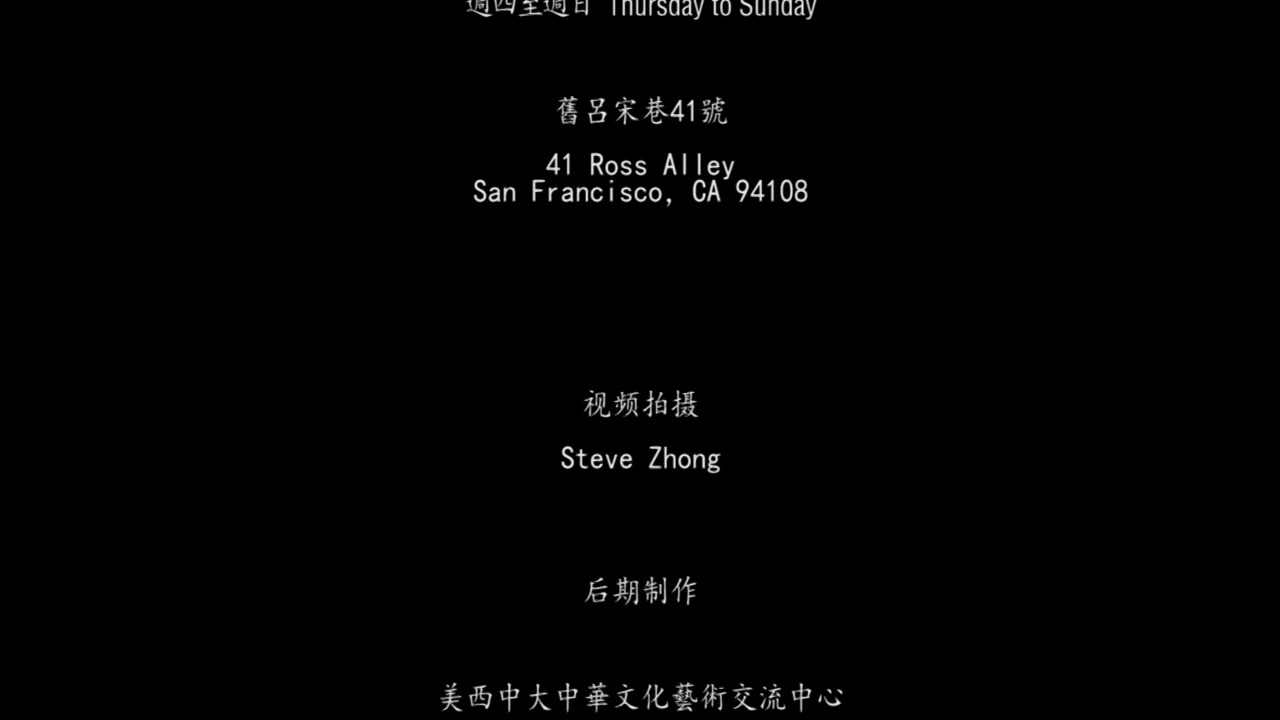 週四至週日 Thursday to Sunday
舊呂宋巷41號
41 Ross Alley
San Francisco, CA 94108
视频拍摄
Steve Zhong
后期制作
美西中大中華文化藝術交流中心